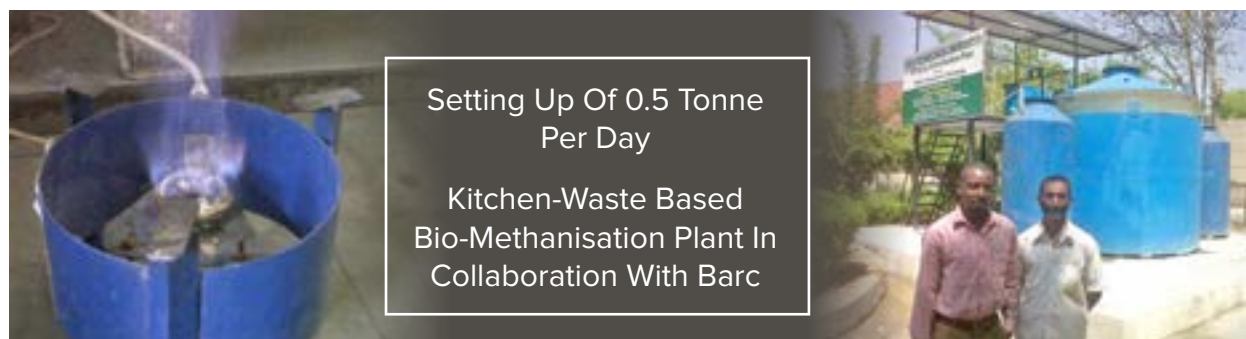 Setting Up Of 0.5 Tonne
Per Day
Kitchen-Waste Based
Bio-Methanisation Plant In
Collaboration With Barc